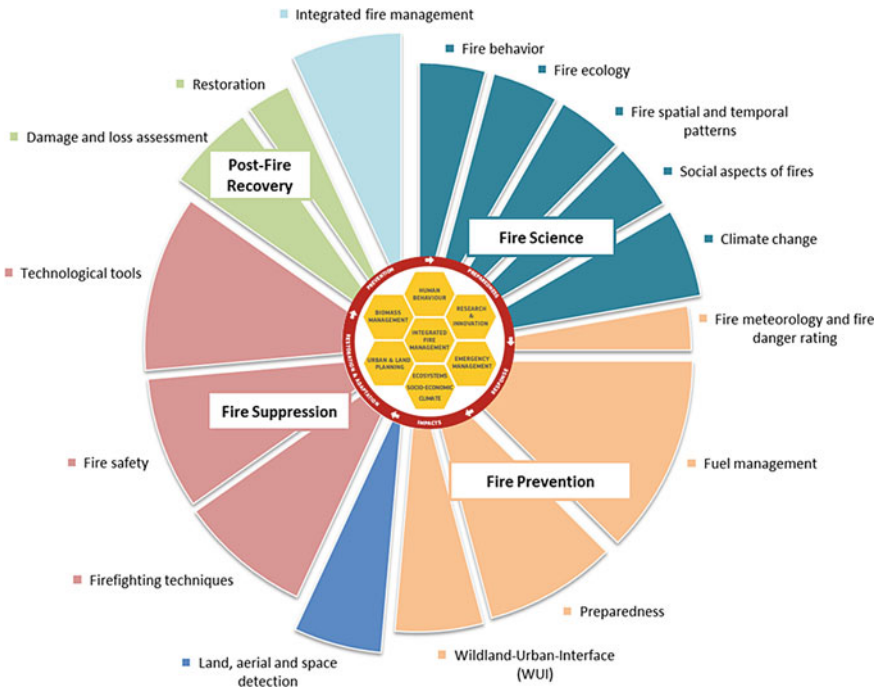 Integrated fire management
Fire behavior
Fire ecology
Fire spatial and temporal
patterns
Social aspects of fires
Climate change
Fire meteorology and fire
danger rating
Fuel management
Preparedness
Wildland-Urban-Interface
(WUI)
Land, aerial and space
detection
Firefighting techniques
Fire safety
Technological tools
Damage and loss assessment
Restoration
Post-Fire
Recovery
Fire Science
Fire Suppression
Fire Prevention
PREVENTION
PREPAREDNESS
RESPONSE
IMPACTS
RESTORATION & ADAPTATION
HUMAN
BEHAVIOUR
BIOMASS
MANAGEMENT
RESEARCH
&
INNOVATION
INTEGRATED
FIRE
MANAGEMENT
URBAN & LAND
PLANNING
EMERGENCY
MANAGEMENT
ECOSYSTEMS
SOCIO-ECONOMIC
CLIMATE